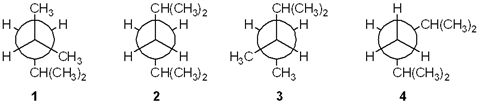 CH₃
H H
H CH₃
CH(CH₃)₂
1
CH(CH₃)₂
H H
H H
CH(CH₃)₂
2
CH(CH₃)₂
H H
H₃C H
CH₃
3
H
H CH(CH₃)₂
H H
CH(CH₃)₂
4